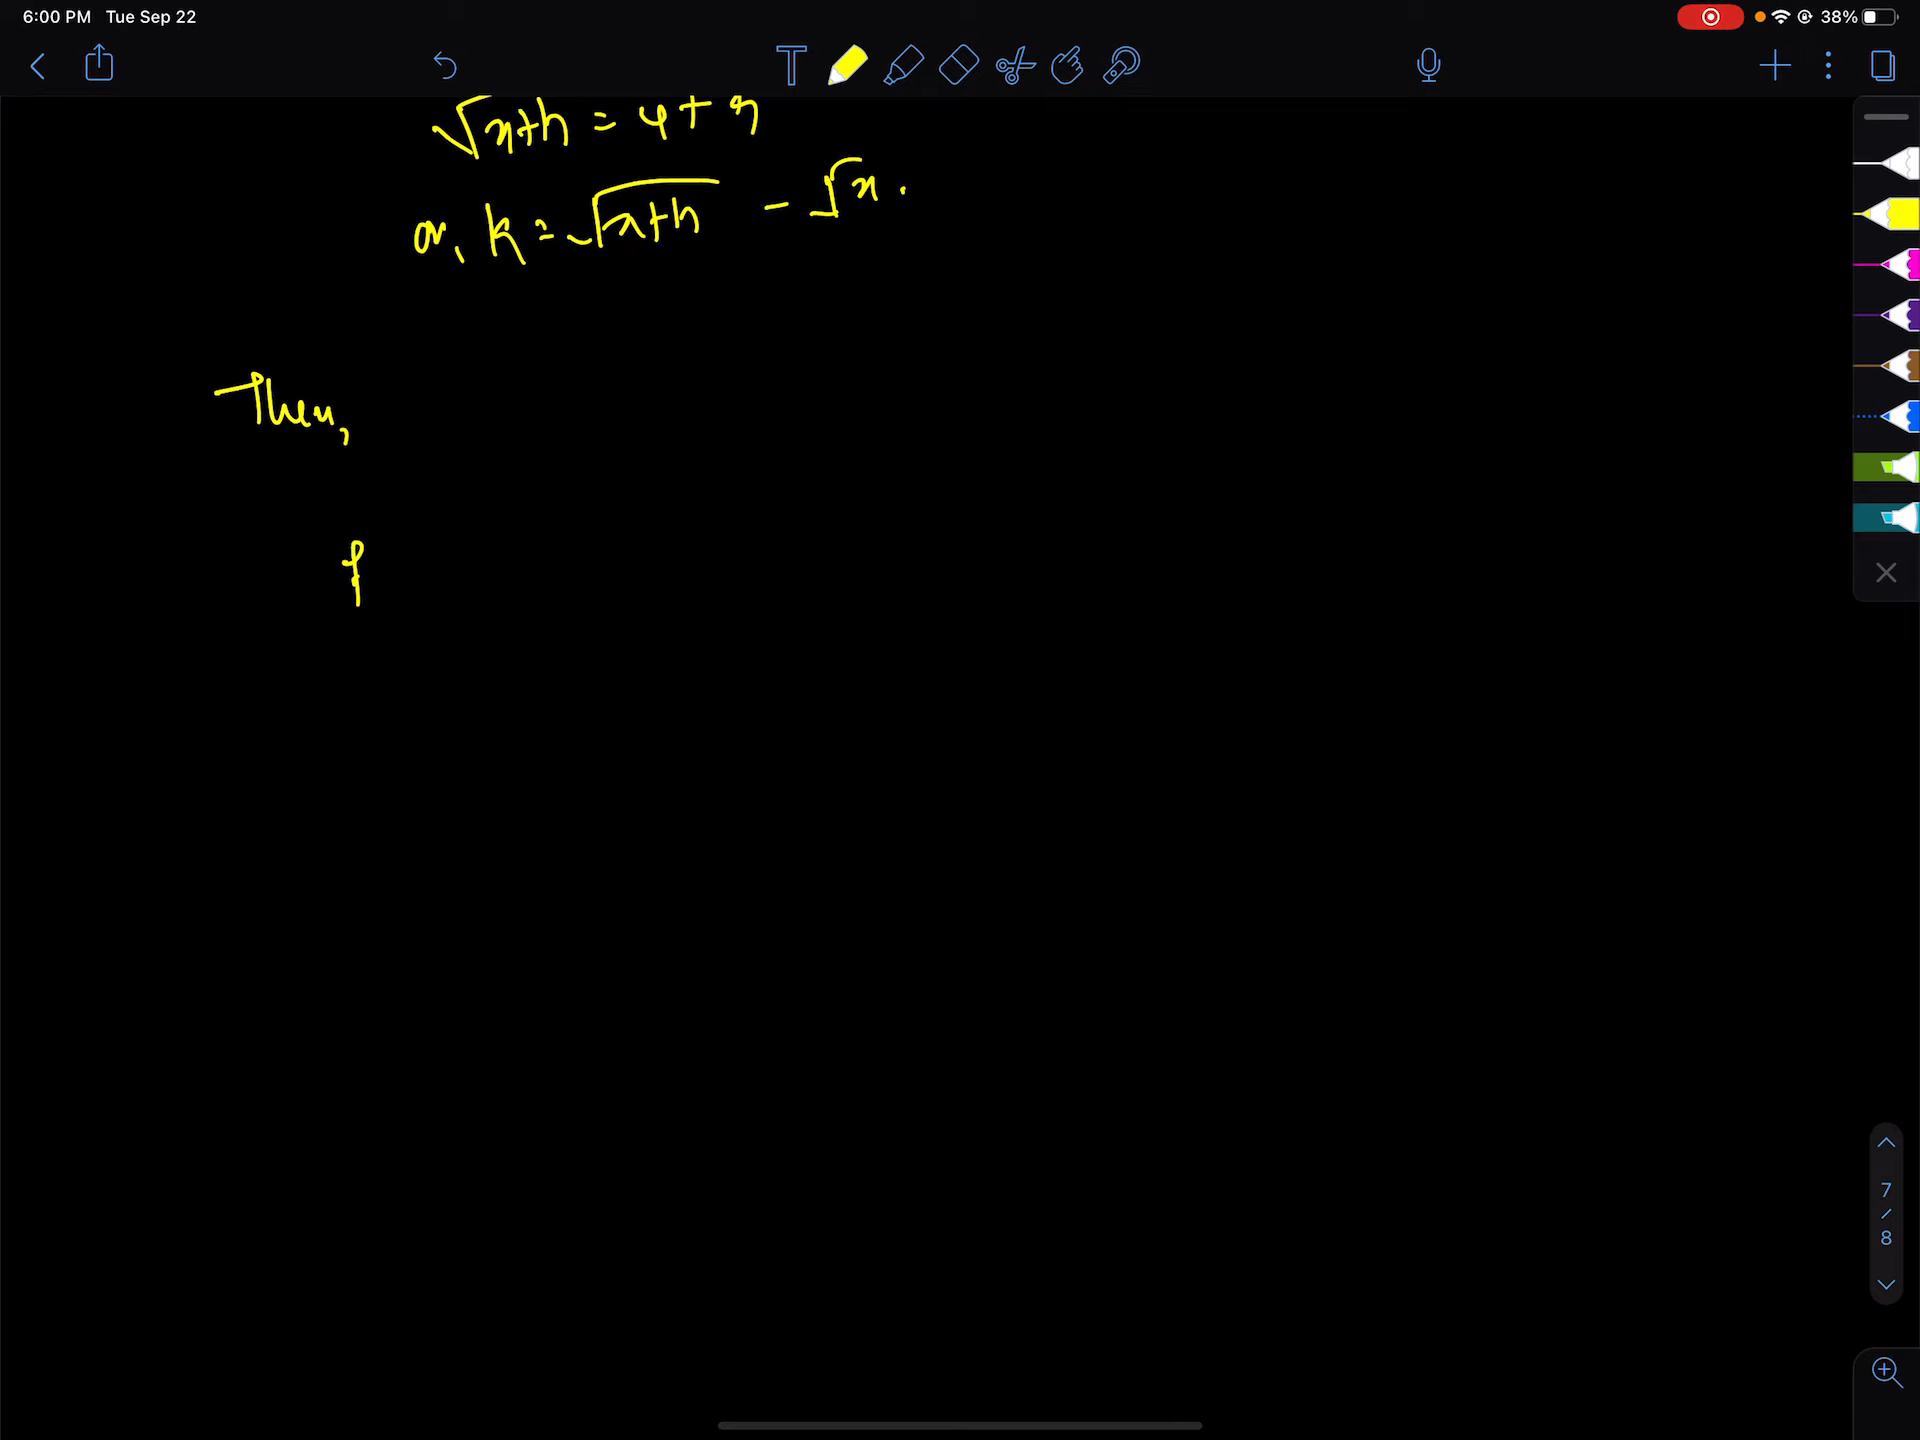 6:00 PM Tue Sep 22
38%
T
√x+h = y +
or, k = √x+h - √x .
Then,
f
7
/
8